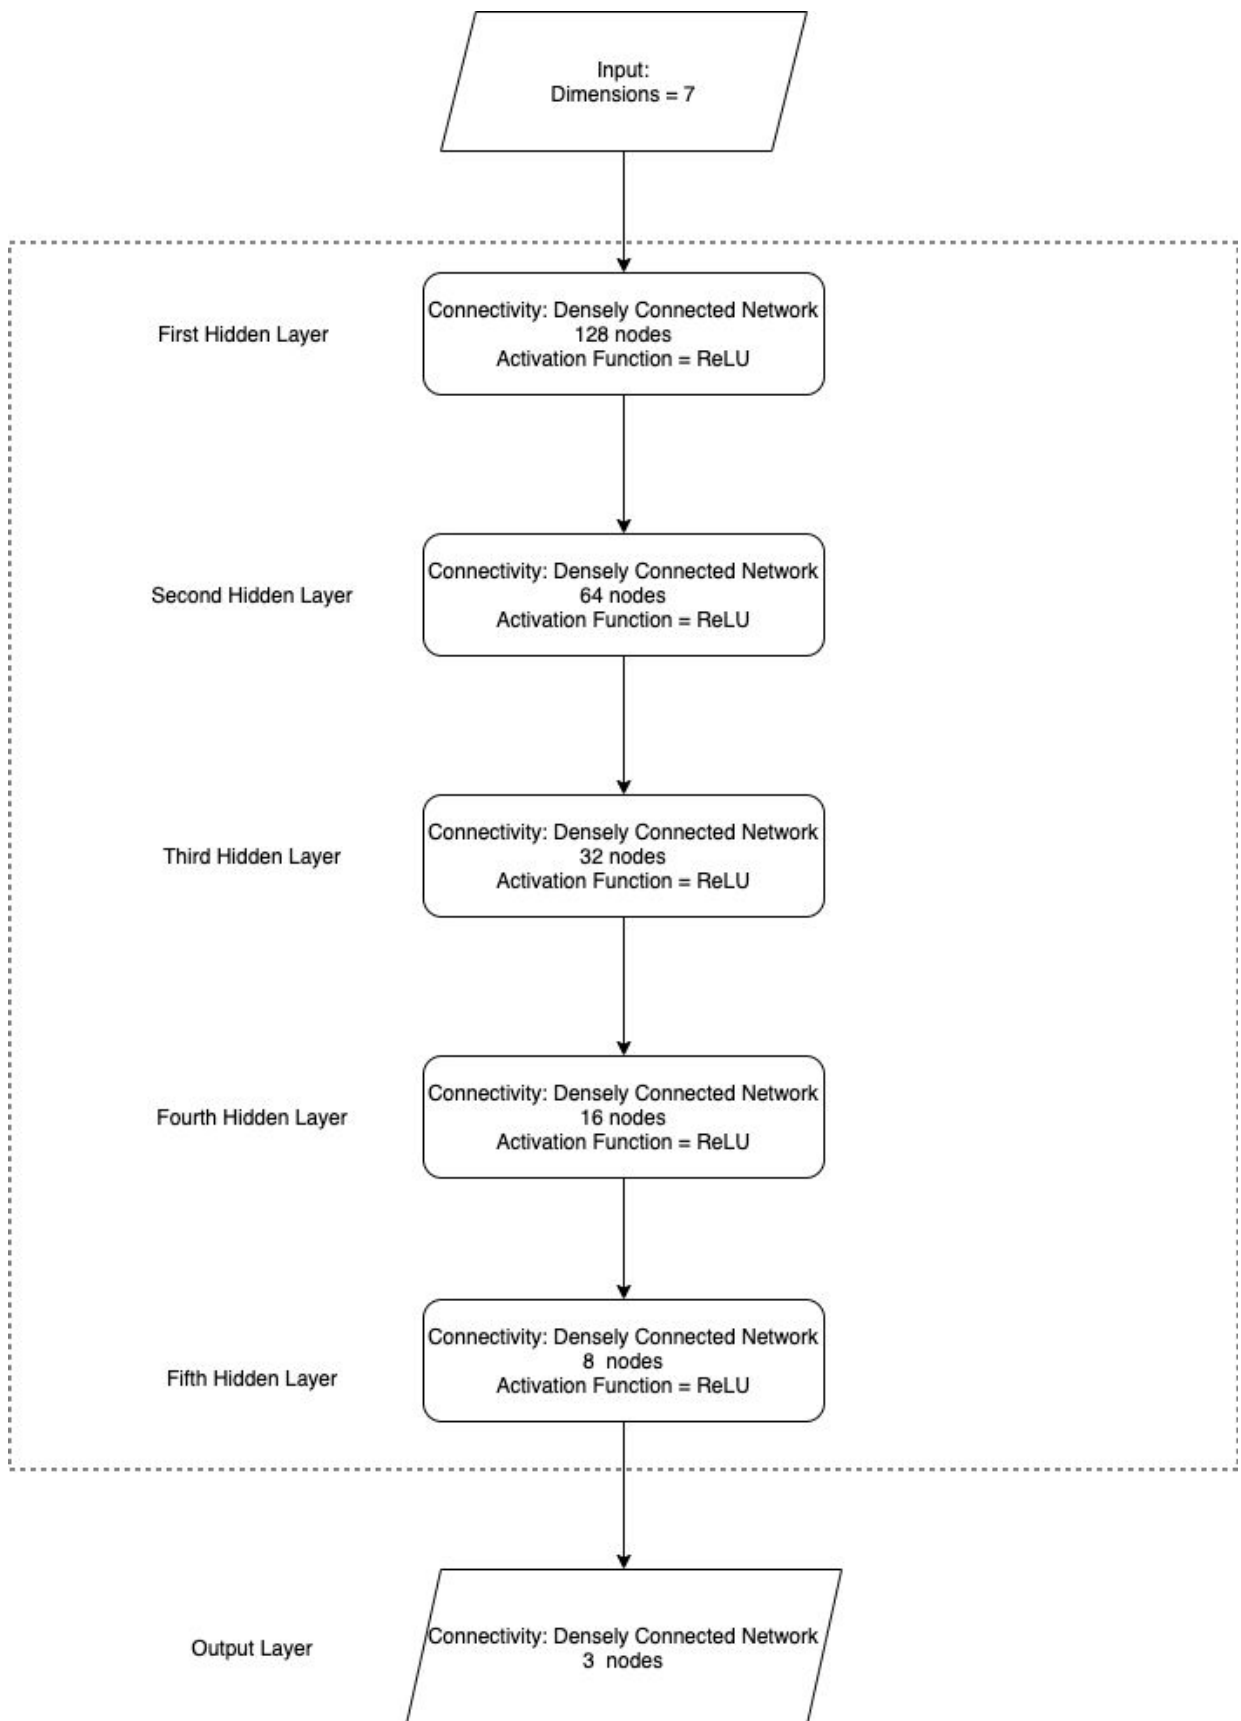 Input:
Dimensions = 7
First Hidden Layer
Connectivity: Densely Connected Network
128 nodes
Activation Function = ReLU
Second Hidden Layer
Connectivity: Densely Connected Network
64 nodes
Activation Function = ReLU
Third Hidden Layer
Connectivity: Densely Connected Network
32 nodes
Activation Function = ReLU
Fourth Hidden Layer
Connectivity: Densely Connected Network
16 nodes
Activation Function = ReLU
Fifth Hidden Layer
Connectivity: Densely Connected Network
8 nodes
Activation Function = ReLU
Output Layer
Connectivity: Densely Connected Network
3 nodes